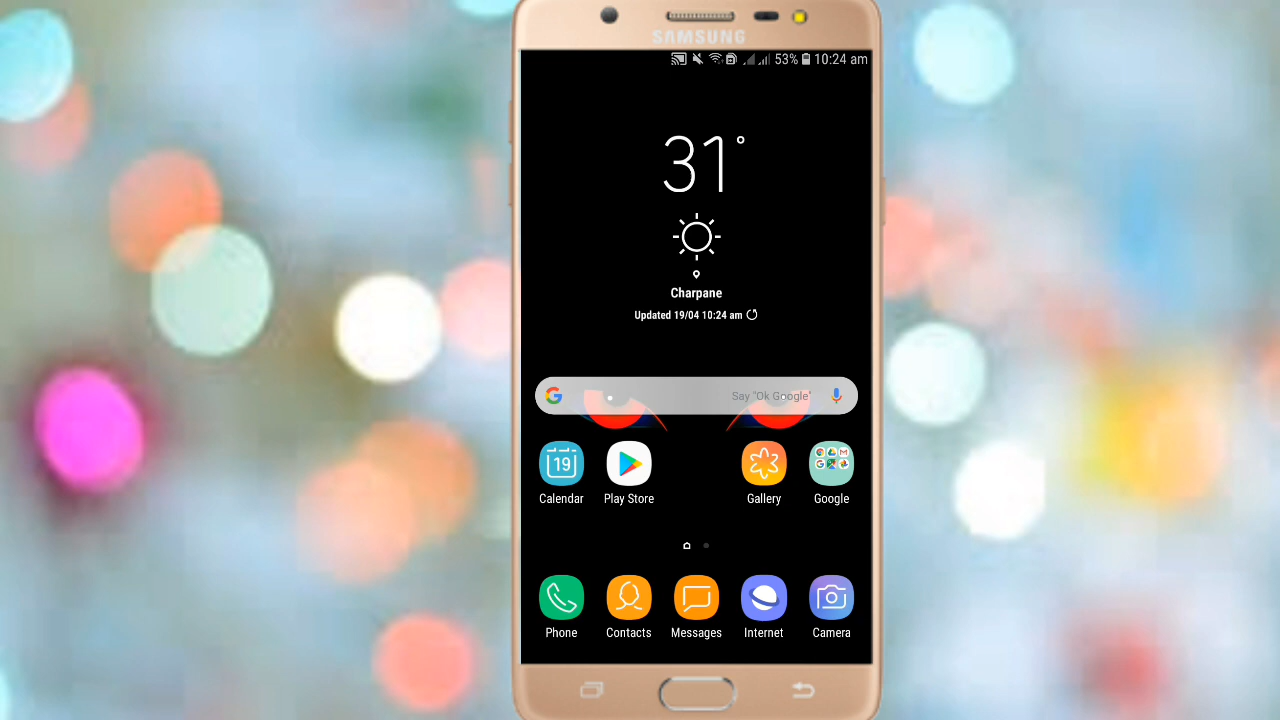 SAMSUNG
53% 10:24 am
31°
Charpane
Updated 19/04 10:24 am
G Say "Ok Google"
19
Calendar Play Store Gallery Google
Phone Contacts Messages Internet Camera